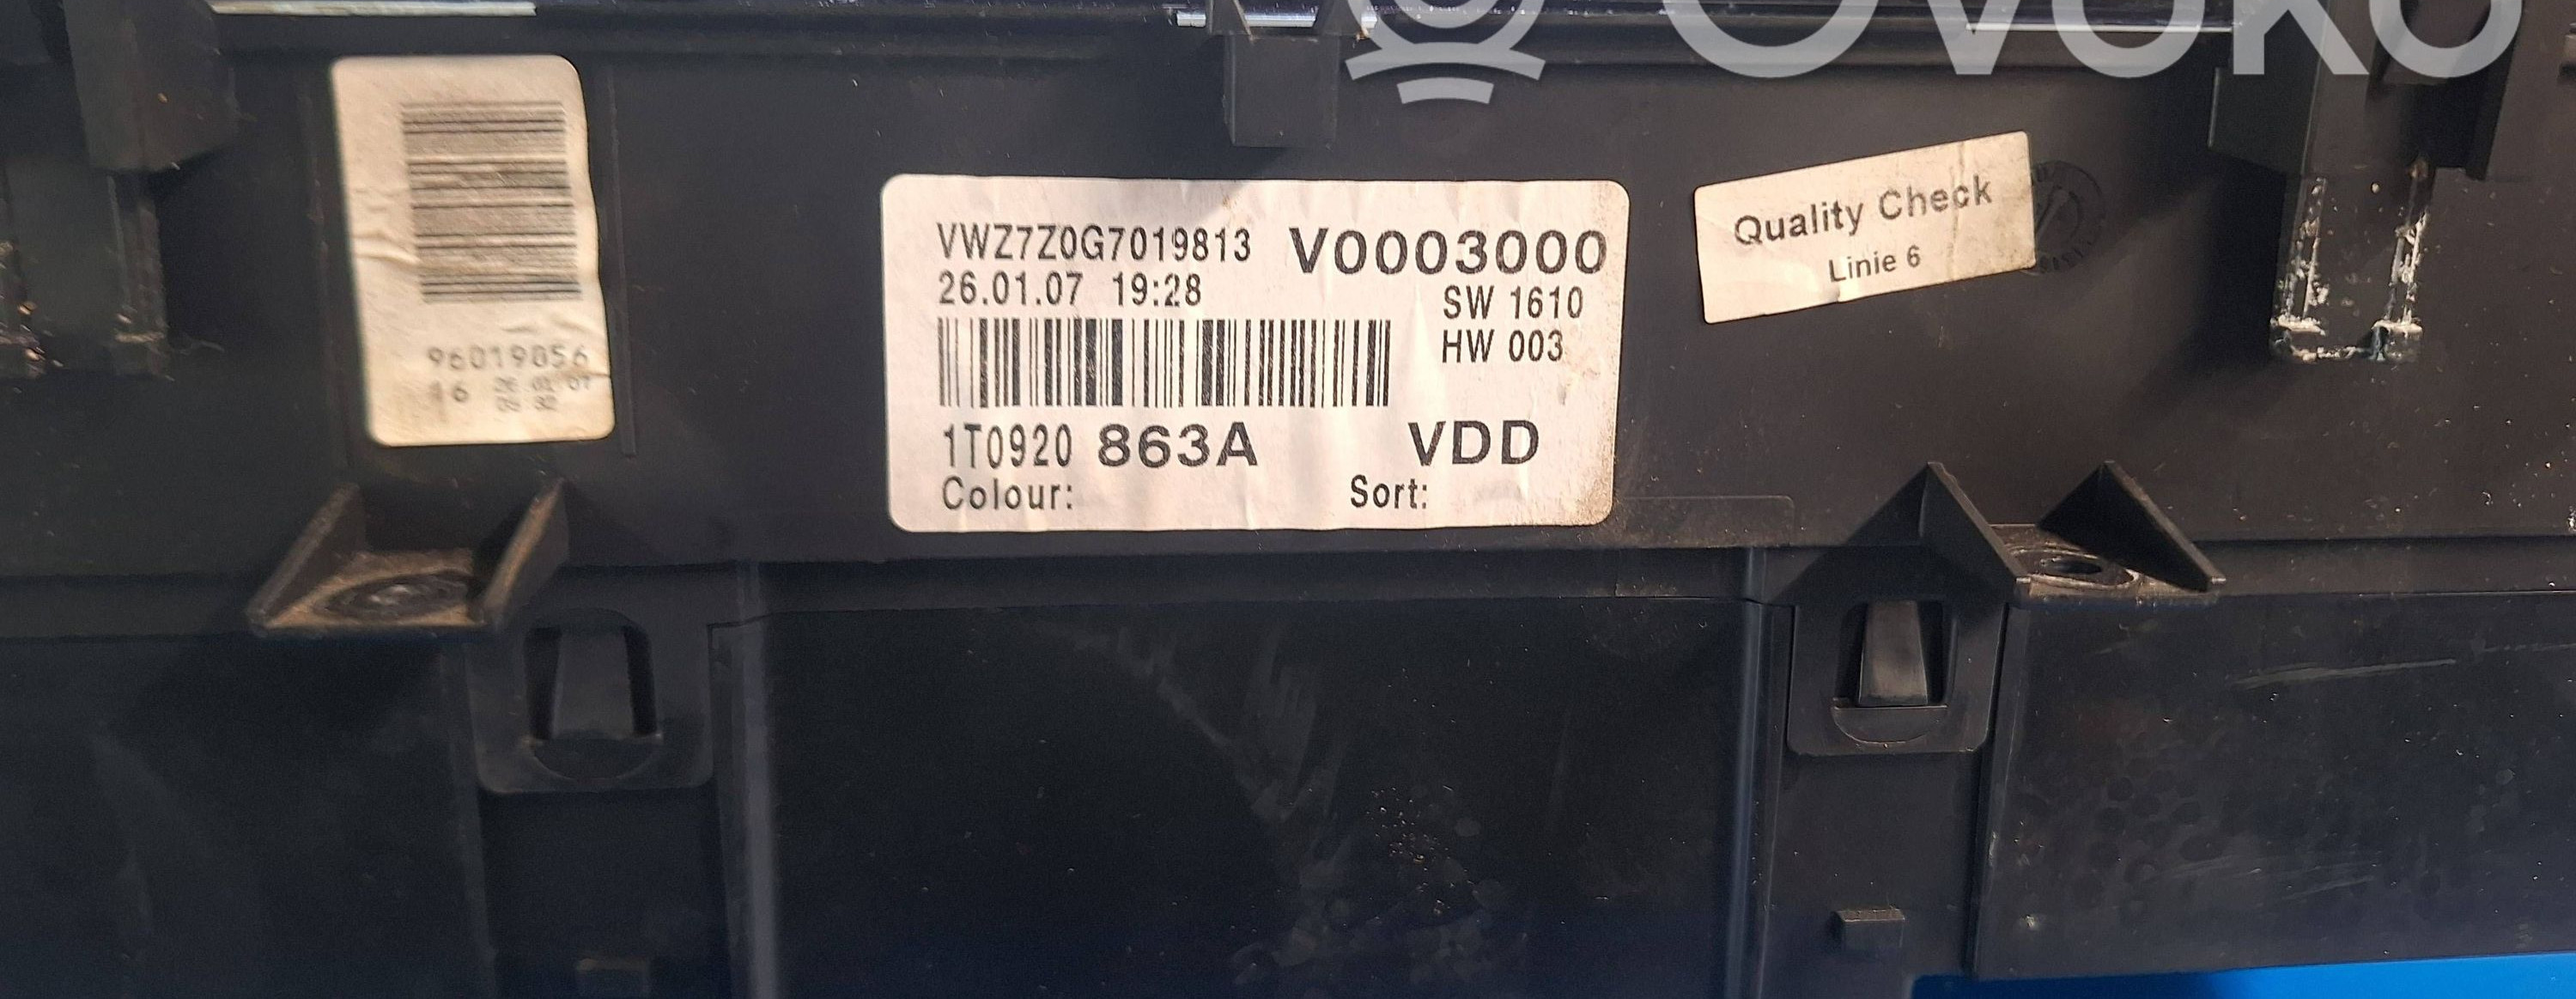 OVOKO
96019056
16 26 01 07
VWZ7Z0G7019813 V0003000
26.01.07 19:28
SW 1610
HW 003
1T0920 863A VDD
Colour: Sort:
Quality Check
Linie 6